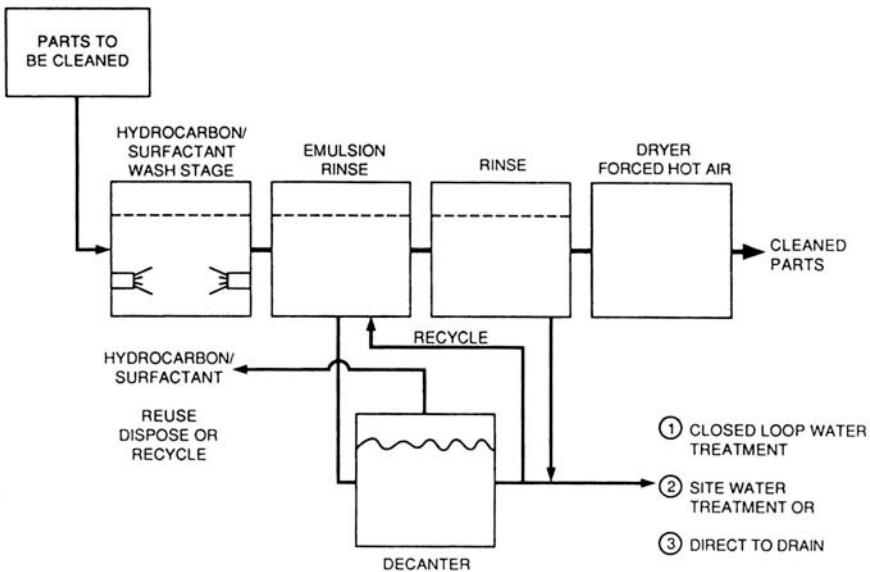 PARTS TO
BE CLEANED
HYDROCARBON/
SURFACTANT
WASH STAGE
EMULSION
RINSE
RINSE
DRYER
FORCED HOT AIR
CLEANED
PARTS
RECYCLE
HYDROCARBON/
SURFACTANT
REUSE
DISPOSE OR
RECYCLE
DECANTER
1 CLOSED LOOP WATER
TREATMENT
2 SITE WATER
TREATMENT OR
3 DIRECT TO DRAIN